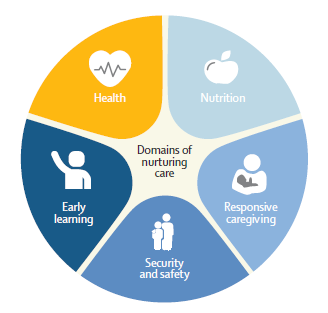 Health
Nutrition
Domains of
nurturing
care
Early
learning
Responsive
caregiving
Security
and safety